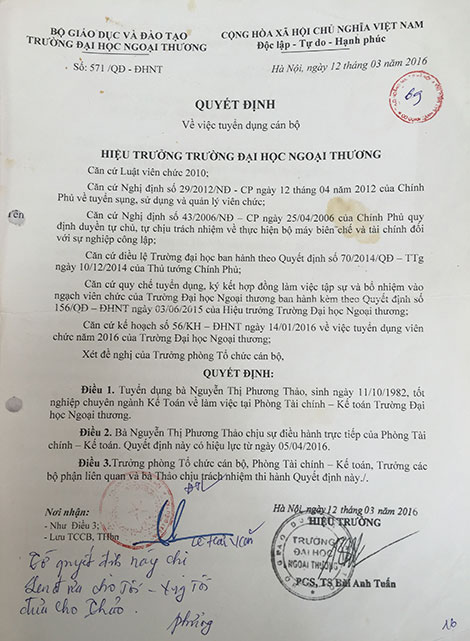 BỘ GIÁO DỤC VÀ ĐÀO TẠO
TRƯỜNG ĐẠI HỌC NGOẠI THƯƠNG
CỘNG HÒA XÃ HỘI CHỦ NGHĨA VIỆT NAM
Độc lập - Tự do - Hạnh phúc
Số: 571 /QĐ - ĐHNT
Hà Nội, ngày 12 tháng 03 năm 2016
QUYẾT ĐỊNH
Về việc tuyển dụng cán bộ
HIỆU TRƯỞNG TRƯỜNG ĐẠI HỌC NGOẠI THƯƠNG
Căn cứ Luật viên chức 2010;
Căn cứ Nghị định số 29/2012/NĐ - CP ngày 12 tháng 04 năm 2012 của Chính
Phủ về tuyển sụng, sử dụng và quản lý viên chức;
Căn cứ Nghị định số 43/2006/NĐ – CP ngày 25/04/2006 của Chính Phủ quy
định duyền tự chủ, tự chịu trách nhiệm về thực hiện bộ máy biên chế và tài chính đối
với sự nghiệp công lập;
Căn cứ điều lệ Trường đại học ban hành theo Quyết định số 70/2014/QĐ – TTg
ngày 10/12/2014 của Thủ tướng Chính Phủ;
Căn cứ quy chế tuyển dụng, ký kết hợp đồng làm việc tập sự và bổ nhiệm vào
ngạch viên chức của Trường Đại học Ngoại thương ban hành kèm theo Quyết định số
156/QĐ – ĐHNT ngày 03/06/2015 của Hiệu trưởng Trường Đại học Ngoại thương;
Căn cứ kế hoạch số 56/KH – ĐHNT ngày 14/01/2016 về việc tuyển dụng viên
chức năm 2016 của Trường Đại học Ngoại thương;
Xét đề nghị của Trưởng phòng Tổ chức cán bộ,
QUYẾT ĐỊNH:
Điều 1. Tuyển dụng bà Nguyễn Thị Phương Thảo, sinh ngày 11/10/1982, tốt
nghiệp chuyên ngành Kế Toán về làm việc tại Phòng Tài chính – Kế toán Trường Đại
học Ngoại thương.
Điều 2. Bà Nguyễn Thị Phương Thảo chịu sự điều hành trực tiếp của Phòng Tài
chính – Kế toán. Quyết định này có hiệu lực từ ngày 05/04/2016.
Điều 3.Trưởng phòng Tổ chức cán bộ, Phòng Tài chính – Kế toán, Trưởng các
bộ phận liên quan và bà Thảo chịu trách nhiệm thi hành Quyết định này./.
Nơi nhận:
- Như Điều 3;
- Lưu TCCB, THbn
Hà Nội, ngày 12 tháng 03 năm 2016
HIỆU TRƯỞNG
TRƯỜNG
ĐẠI HỌC
NGOẠI THƯƠNG
PGS, TS Bùi Anh Tuấn
quyết định này chỉ
cho Tôi
đưa cho Thảo.
phương
16